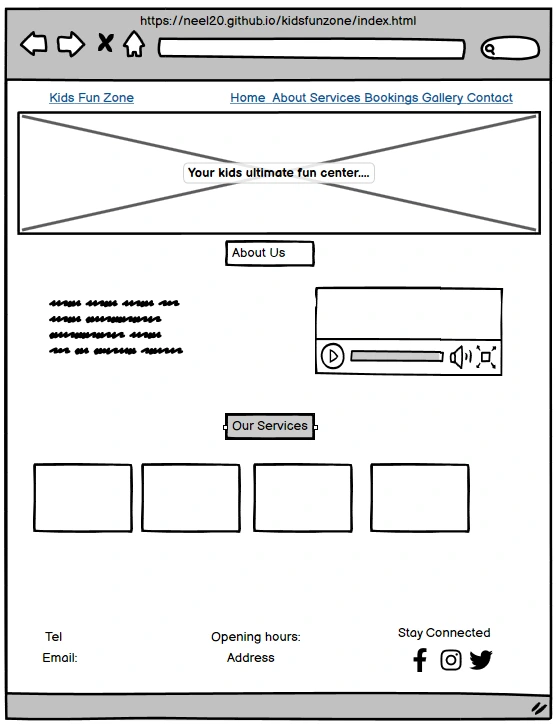 https://neel20.github.io/kidsfunzone/index.html
Kids Fun Zone
Home About Services Bookings Gallery Contact
Your kids ultimate fun center....
About Us
Our Services
Tel
Email:
Opening hours:
Address
Stay Connected